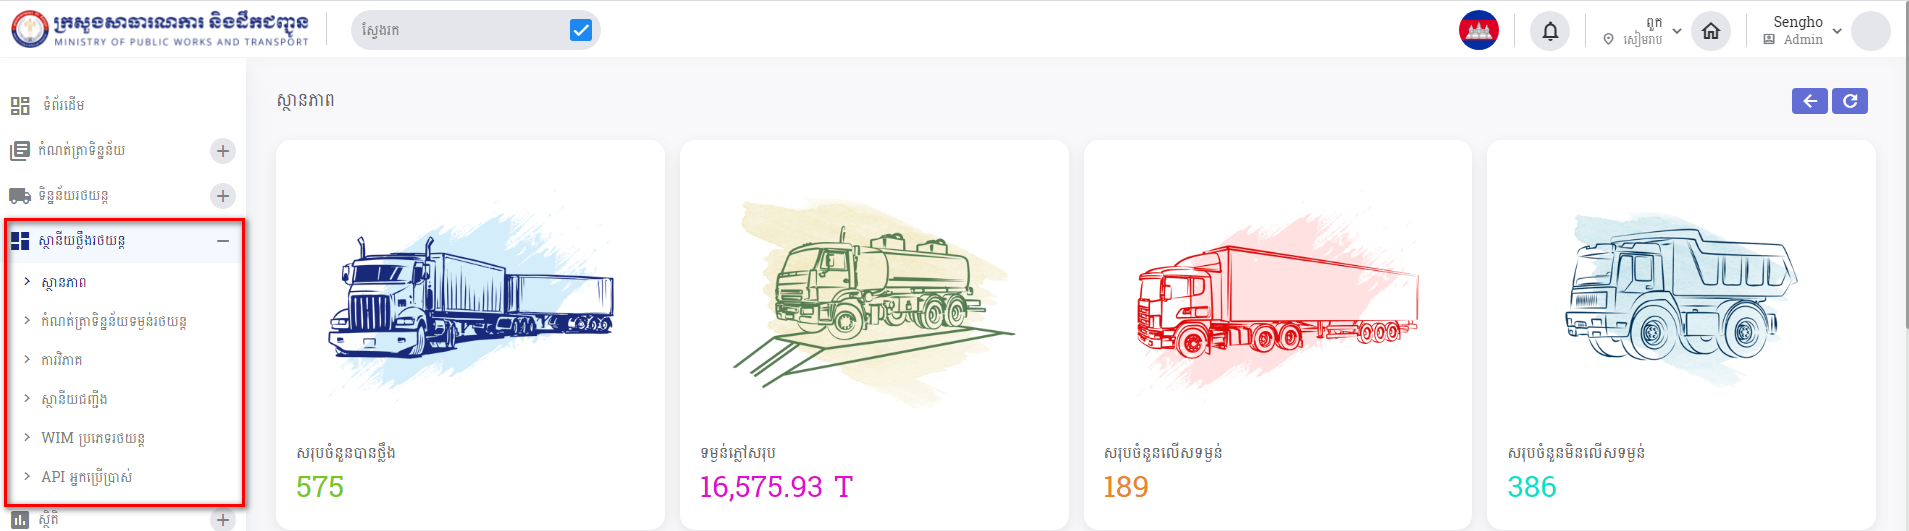 ក្រសួងសាធារណការ និងដឹកជញ្ជូន
MINISTRY OF PUBLIC WORKS AND TRANSPORT
ស្វែងរក
ពួក
សៀមរាប
Sengho
Admin
ទំព័រដើម
កំណត់ត្រាទិន្នន័យ
ទិន្នន័យរថយន្ត
ស្ថានីយថ្លឹងរថយន្ត
ស្ថានភាព
កំណត់ត្រាទិន្នន័យទម្ងន់រថយន្ត
ការវិភាគ
ស្ថានីយជញ្ជីង
WIM ប្រភេទរថយន្ត
API អ្នកប្រើប្រាស់
ស្ថិតិ
ស្ថានភាព
សរុបចំនួនបានថ្លឹង
575
ទម្ងន់ភ្លៅសរុប
16,575.93 T
សរុបចំនួនលើសទម្ងន់
189
សរុបចំនួនមិនលើសទម្ងន់
386